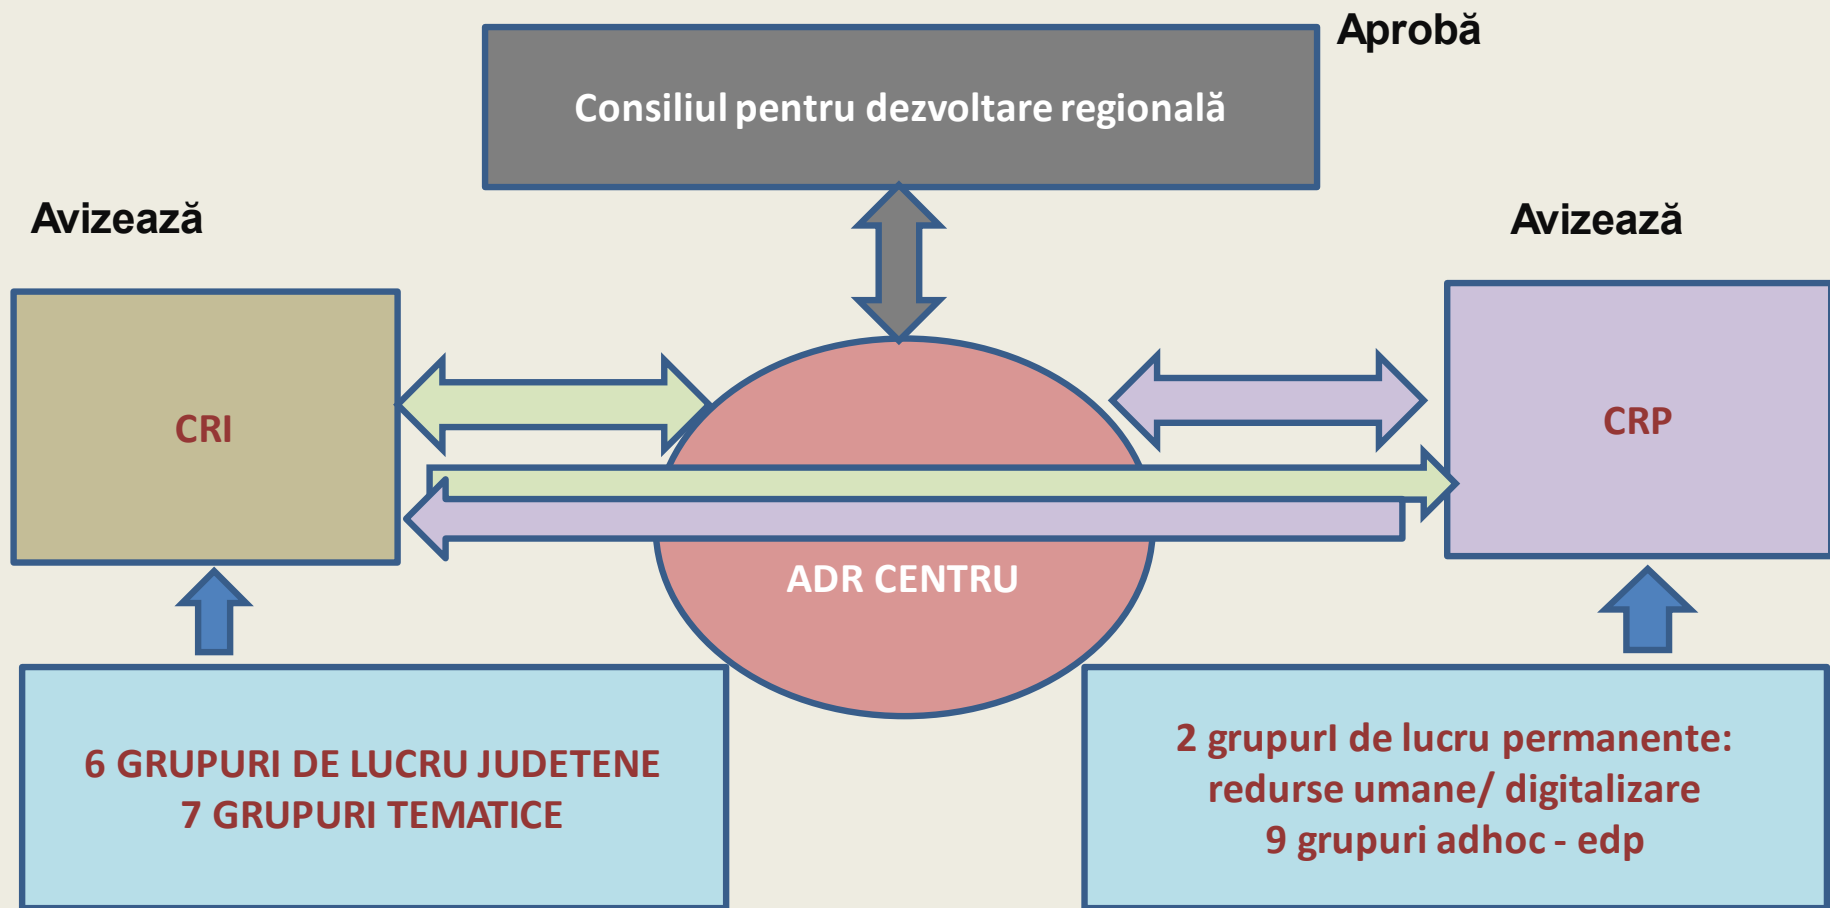 Aprobă
Consiliul pentru dezvoltare regională
Avizează
Avizează
CRI
CRP
ADR CENTRU
6 GRUPURI DE LUCRU JUDETENE
7 GRUPURI TEMATICE
2 grupurI de lucru permanente:
redurse umane/ digitalizare
9 grupuri adhoc - edp